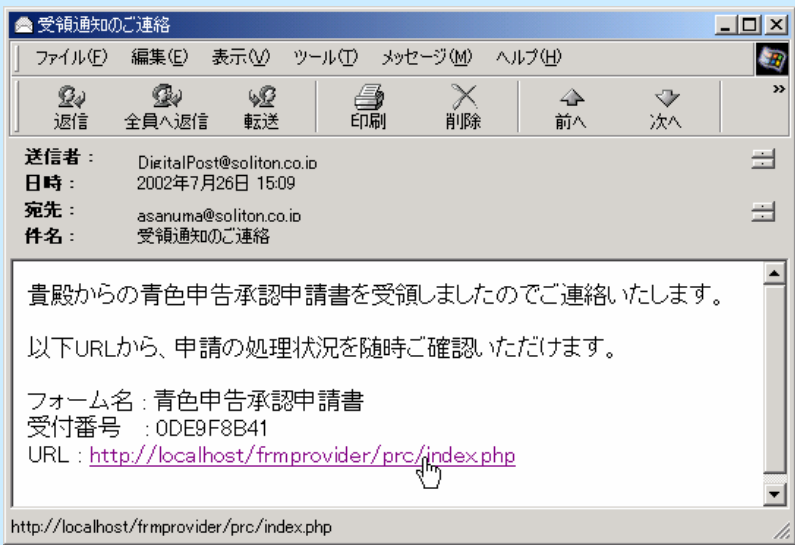 受領通知のご連絡
ファイル(F) 編集(E) 表示(V) ツール(T) メッセージ(M) ヘルプ(H)
返信 全員へ返信 転送 印刷 削除 前へ 次へ »
送信者： DigitalPost@soliton.co.jp
日時： 2002年7月26日 15:09
宛先： asanuma@soliton.co.jp
件名： 受領通知のご連絡
貴殿からの青色申告承認申請書を受領しましたのでご連絡いたします。
以下URLから、申請の処理状況を随時ご確認いただけます。
フォーム名：青色申告承認申請書
受付番号 ：0DE9F8B41
URL：http://localhost/frmprovider/prc/index.php
http://localhost/frmprovider/prc/index.php